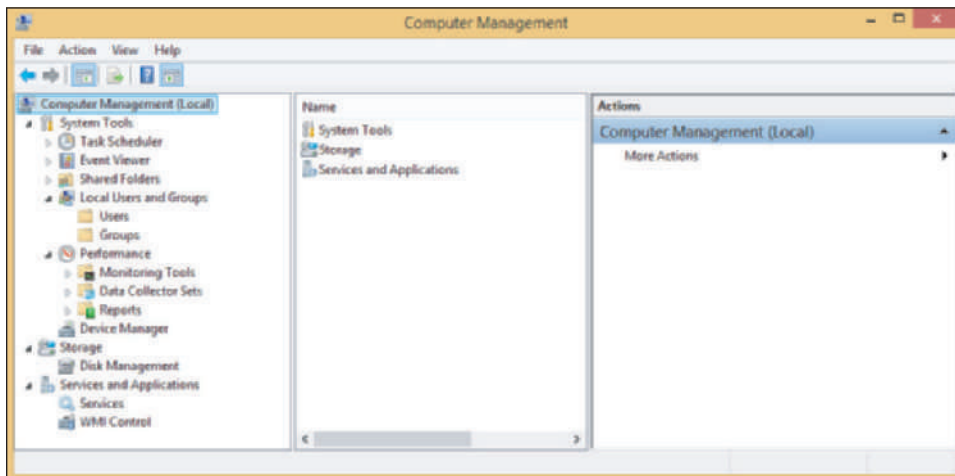 Computer Management
File Action View Help
Computer Management (Local)
System Tools
Task Scheduler
Event Viewer
Shared Folders
Local Users and Groups
Users
Groups
Performance
Monitoring Tools
Data Collector Sets
Reports
Device Manager
Storage
Disk Management
Services and Applications
Services
WMI Control
Name
System Tools
Storage
Services and Applications
Actions
Computer Management (Local)
More Actions